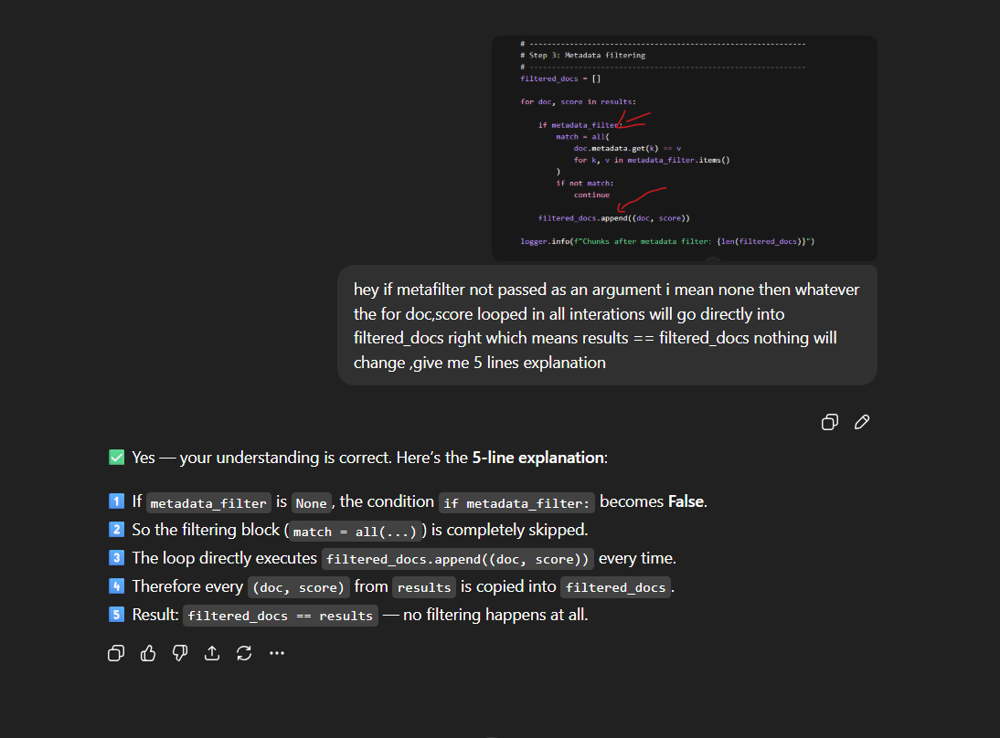 # --------------------------------------------------------------
# Step 3: Metadata filtering
# --------------------------------------------------------------
filtered_docs = []
for doc, score in results:
if metadata_filter:
match = all(
doc.metadata.get(k) == v
for k, v in metadata_filter.items()
)
if not match:
continue
filtered_docs.append((doc, score))
logger.info(f"Chunks after metadata filter: {len(filtered_docs)}")
hey if metafilter not passed as an argument i mean none then whatever
the for doc,score looped in all interations will go directly into
filtered_docs right which means results == filtered_docs nothing will
change ,give me 5 lines explanation
✅ Yes — your understanding is correct. Here’s the 5-line explanation:
1️⃣ If metadata_filter is None, the condition if metadata_filter: becomes False.
2️⃣ So the filtering block (match = all(...)) is completely skipped.
3️⃣ The loop directly executes filtered_docs.append((doc, score)) every time.
4️⃣ Therefore every (doc, score) from results is copied into filtered_docs.
5️⃣ Result: filtered_docs == results — no filtering happens at all.